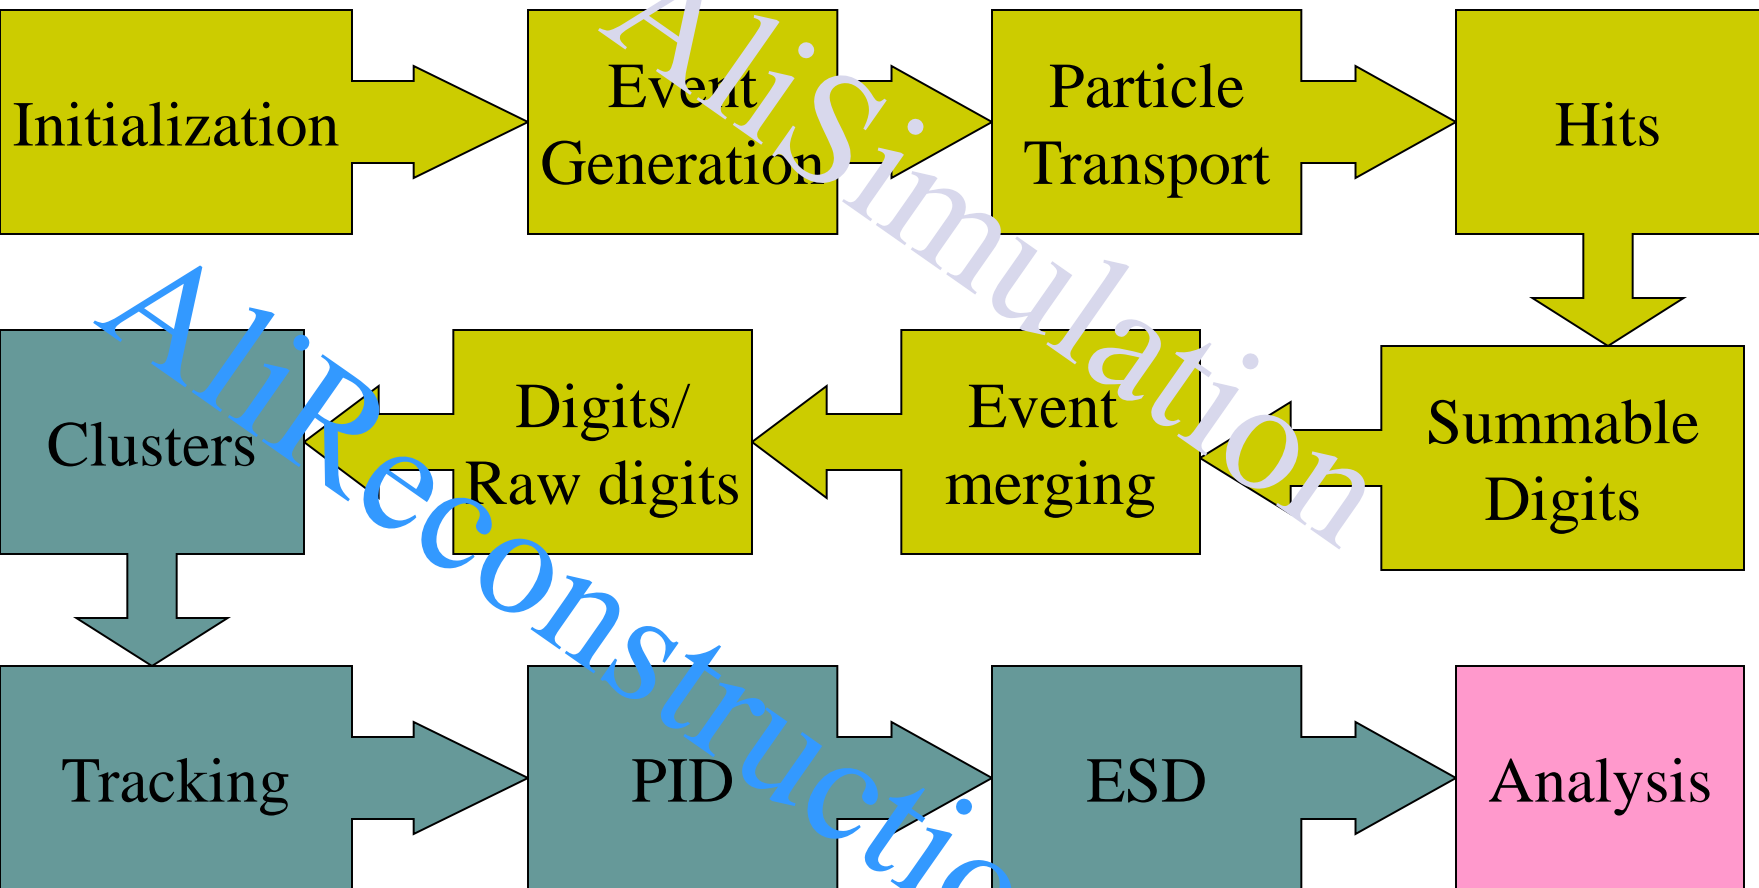 Initialization
Event
Generation
Particle
Transport
Hits
AliSimulation
Clusters
Digits/
Raw digits
Event
merging
Summable
Digits
AliReconstructio
Tracking
PID
ESD
Analysis